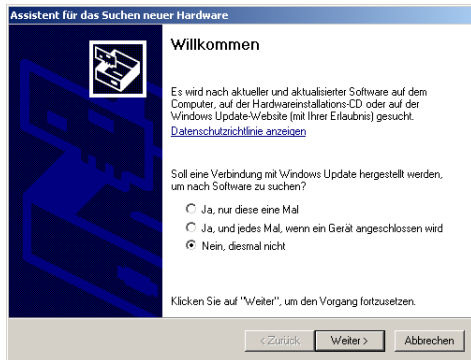 Assistent für das Suchen neuer Hardware
Willkommen
Es wird nach aktueller und aktualisierter Software auf dem
Computer, auf der Hardwareinstallations-CD oder auf der
Windows Update-Website (mit Ihrer Erlaubnis) gesucht.
Datenschutzrichtlinie anzeigen
Soll eine Verbindung mit Windows Update hergestellt werden,
um nach Software zu suchen?
Ja, nur diese eine Mal
Ja, und jedes Mal, wenn ein Gerät angeschlossen wird
Nein, diesmal nicht
Klicken Sie auf "Weiter", um den Vorgang fortzusetzen.
< Zurück Weiter > Abbrechen